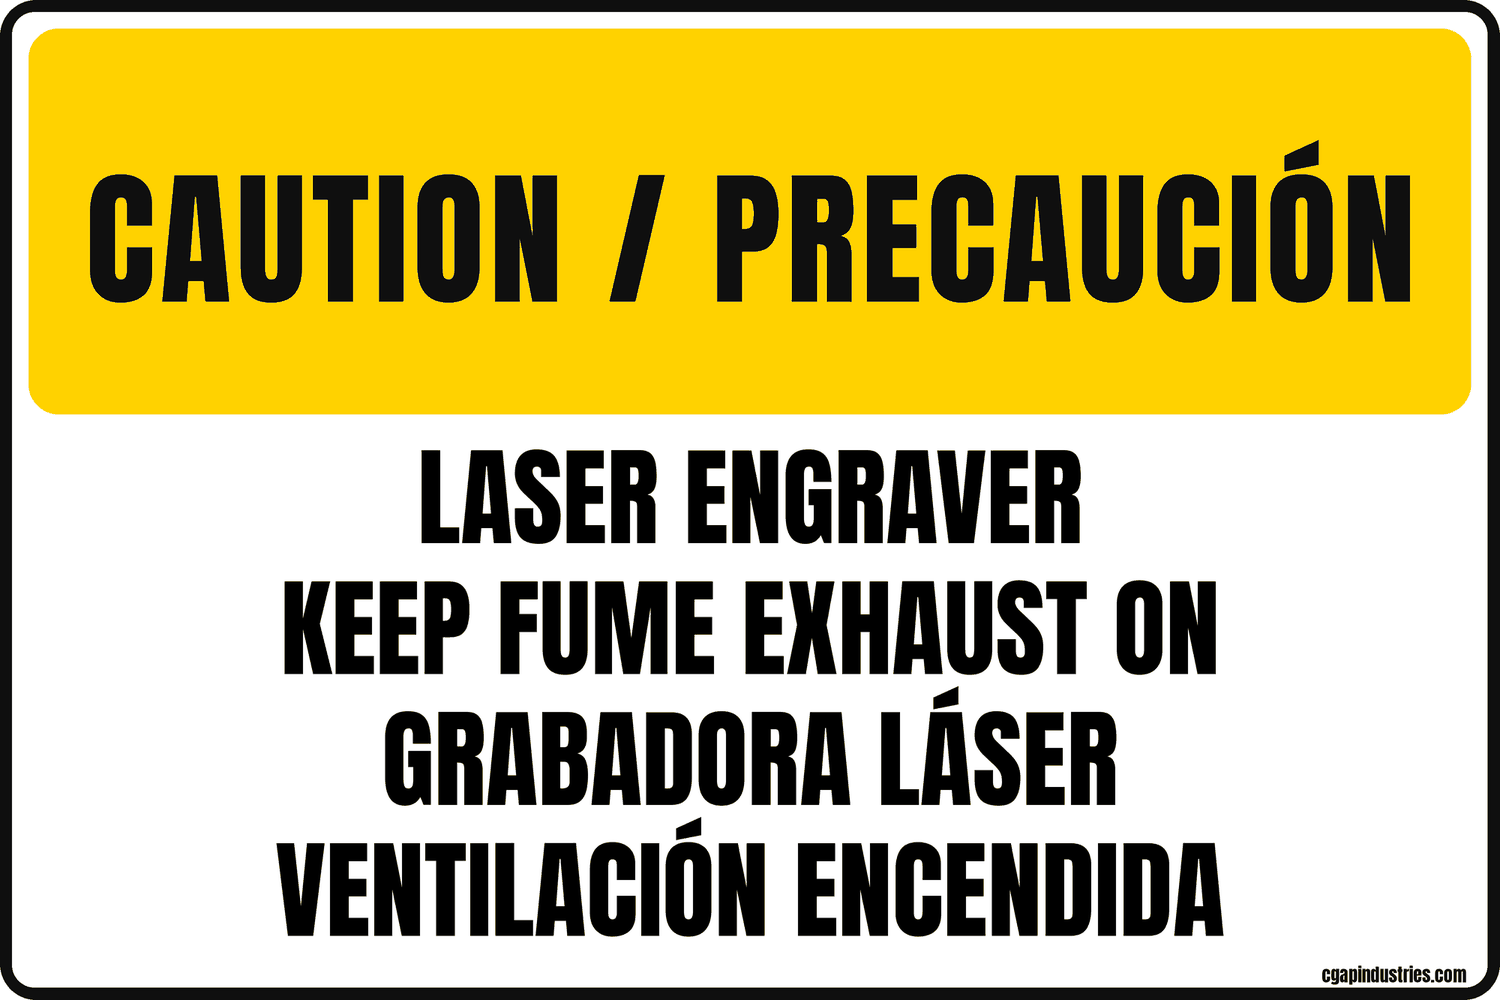 CAUTION / PRECAUCIÓN
LASER ENGRAVER
KEEP FUME EXHAUST ON
GRABADORA LÁSER
VENTILACIÓN ENCENDIDA
cgapindustries.com